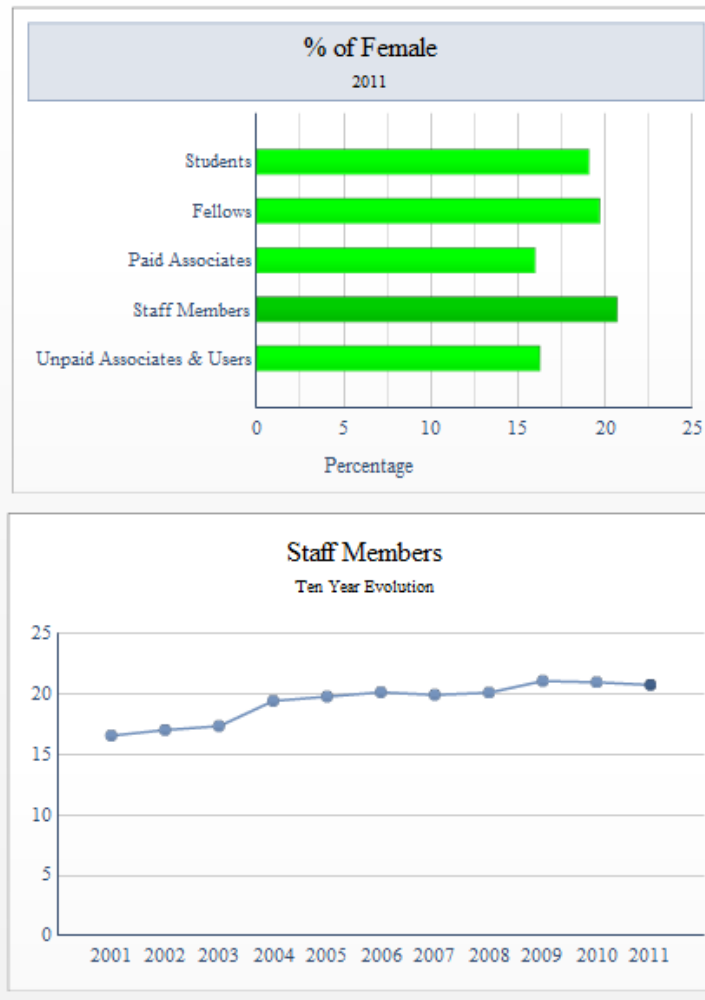 % of Female
2011
Students
Fellows
Paid Associates
Staff Members
Unpaid Associates & Users
0 5 10 15 20 25
Percentage
Staff Members
Ten Year Evolution
25
20
15
10
5
0
2001 2002 2003 2004 2005 2006 2007 2008 2009 2010 2011